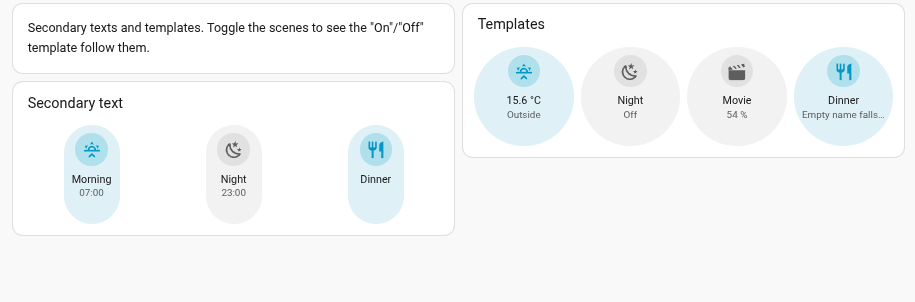 Secondary texts and templates. Toggle the scenes to see the "On"/"Off"
template follow them.
Secondary text
Morning
07:00
Night
23:00
Dinner
Templates
15.6 °C
Outside
Night
Off
Movie
54 %
Dinner
Empty name falls…